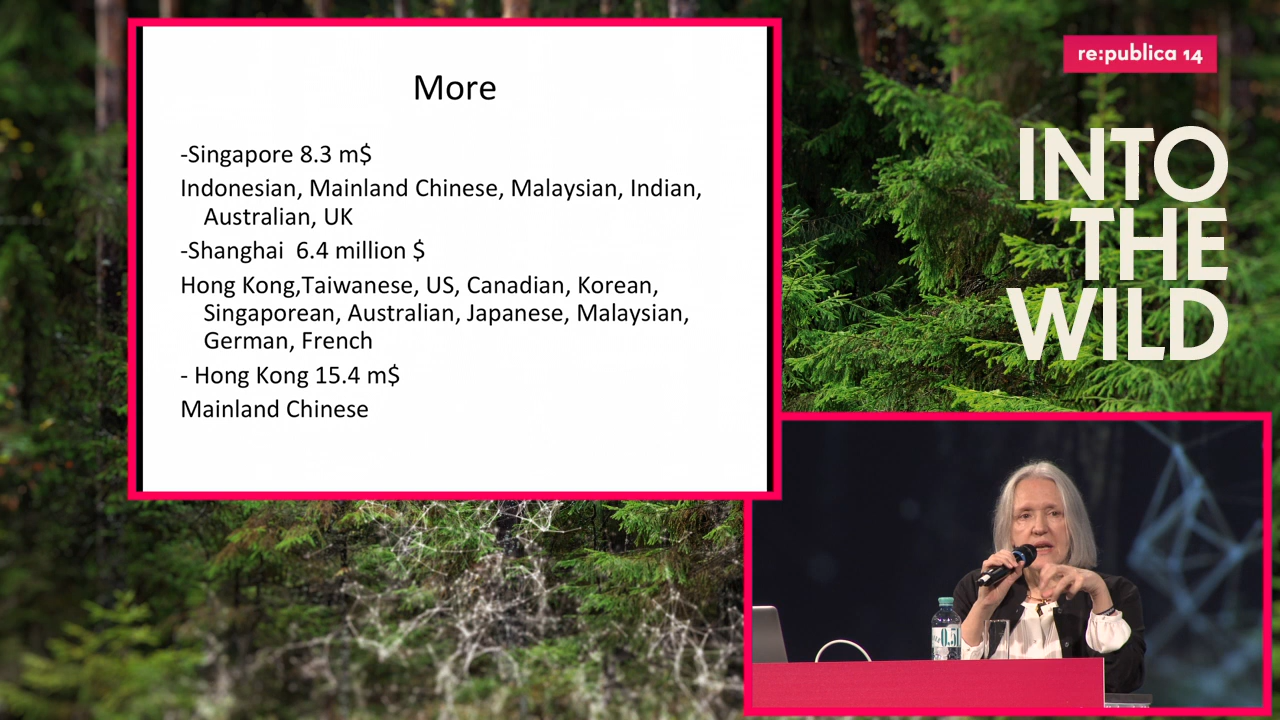 More
-Singapore 8.3 m$
Indonesian, Mainland Chinese, Malaysian, Indian,
Australian, UK
-Shanghai  6.4 million $
Hong Kong,Taiwanese, US, Canadian, Korean,
Singaporean, Australian, Japanese, Malaysian,
German, French
- Hong Kong 15.4 m$
Mainland Chinese
re:publica 14
INTO
THE
WILD
0.5l